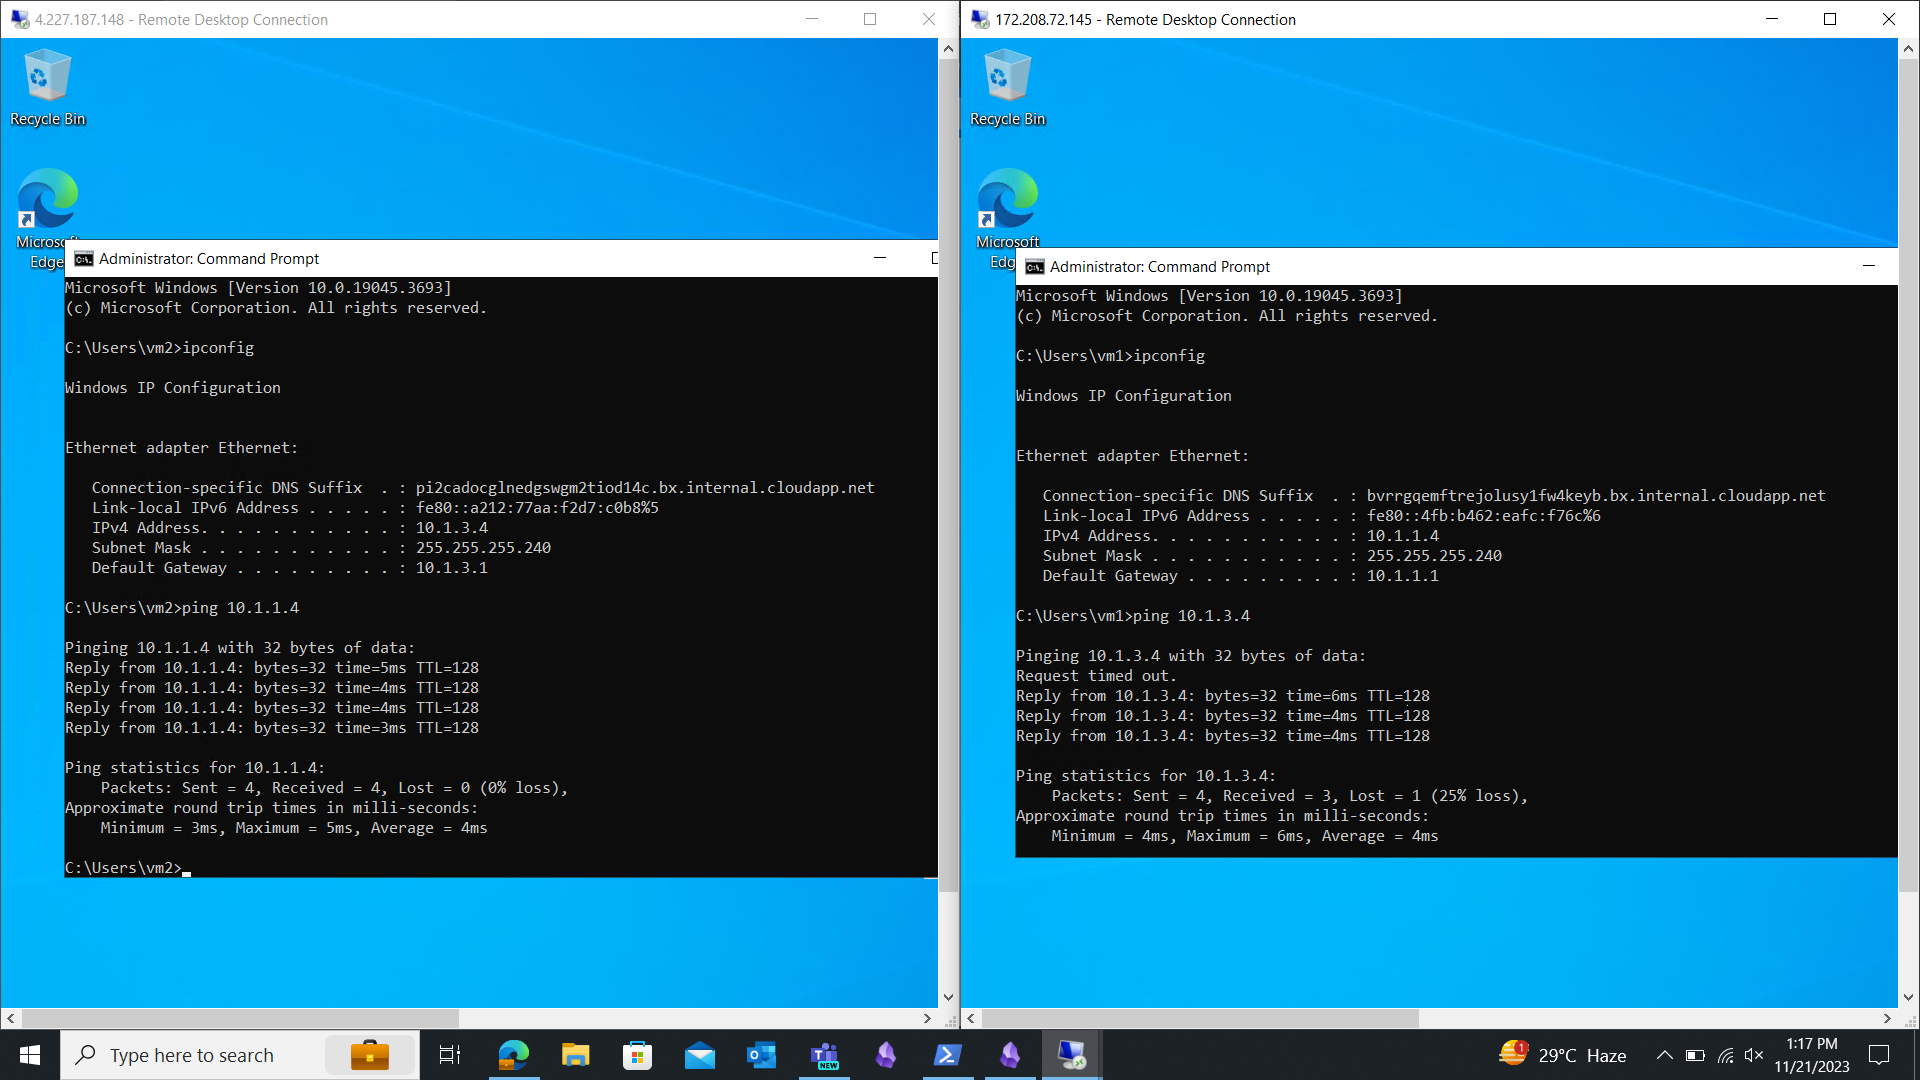 4.227.187.148 - Remote Desktop Connection
Recycle Bin
Microsof
Edge
Administrator: Command Prompt
Microsoft Windows [Version 10.0.19045.3693]
(c) Microsoft Corporation. All rights reserved.
C:\Users\vm2>ipconfig
Windows IP Configuration
Ethernet adapter Ethernet:
Connection-specific DNS Suffix . : pi2cadocglnedgswgm2tiod14c.bx.internal.cloudapp.net
Link-local IPv6 Address . . . . . : fe80::a212:77aa:f2d7:c0b8%5
IPv4 Address. . . . . . . . . . . : 10.1.3.4
Subnet Mask . . . . . . . . . . . : 255.255.255.240
Default Gateway . . . . . . . . . : 10.1.3.1
C:\Users\vm2>ping 10.1.1.4
Pinging 10.1.1.4 with 32 bytes of data:
Reply from 10.1.1.4: bytes=32 time=5ms TTL=128
Reply from 10.1.1.4: bytes=32 time=4ms TTL=128
Reply from 10.1.1.4: bytes=32 time=4ms TTL=128
Reply from 10.1.1.4: bytes=32 time=3ms TTL=128
Ping statistics for 10.1.1.4:
Packets: Sent = 4, Received = 4, Lost = 0 (0% loss),
Approximate round trip times in milli-seconds:
Minimum = 3ms, Maximum = 5ms, Average = 4ms
C:\Users\vm2>
172.208.72.145 - Remote Desktop Connection
Recycle Bin
Microsoft
Edg
Administrator: Command Prompt
Microsoft Windows [Version 10.0.19045.3693]
(c) Microsoft Corporation. All rights reserved.
C:\Users\vm1>ipconfig
Windows IP Configuration
Ethernet adapter Ethernet:
Connection-specific DNS Suffix . : bvrrgqemftrejolusy1fw4keyb.bx.internal.cloudapp.net
Link-local IPv6 Address . . . . . : fe80::4fb:b462:eafc:f76c%6
IPv4 Address. . . . . . . . . . . : 10.1.1.4
Subnet Mask . . . . . . . . . . . : 255.255.255.240
Default Gateway . . . . . . . . . : 10.1.1.1
C:\Users\vm1>ping 10.1.3.4
Pinging 10.1.3.4 with 32 bytes of data:
Request timed out.
Reply from 10.1.3.4: bytes=32 time=6ms TTL=128
Reply from 10.1.3.4: bytes=32 time=4ms TTL=128
Reply from 10.1.3.4: bytes=32 time=4ms TTL=128
Ping statistics for 10.1.3.4:
Packets: Sent = 4, Received = 3, Lost = 1 (25% loss),
Approximate round trip times in milli-seconds:
Minimum = 4ms, Maximum = 6ms, Average = 4ms
Type here to search
NEW
1
29°C Haze
1:17 PM
11/21/2023